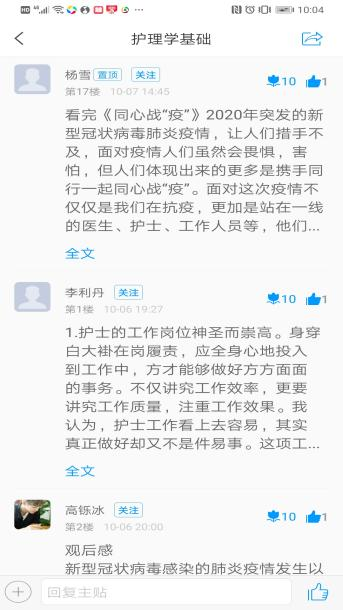 HD 4G 10:04
护理学基础
杨雪 置顶 关注
10 1
第17楼 10-07 14:45
看完《同心战“疫”》2020年突发的新
型冠状病毒肺炎疫情，让人们措手不
及，面对疫情人们虽然会畏惧，害
怕，但人们体现出来的更多是携手同
行一起同心战“疫”。面对这次疫情不
仅仅是我们在抗疫，更加是站在一线
的医生、护士、工作人员等，他们...
全文
李利丹 关注
10 1
第1楼 10-06 19:27
1.护士的工作岗位神圣而崇高。身穿
白大褂在岗履责，应全身心地投入
到工作中，方才能够做好方方面面
的事务。不仅讲究工作效率，更要
讲究工作质量，注重工作效果。我
认为，护士工作看上去容易，其实
真正做好却又不是件易事。这项工...
全文
高铄冰 关注
10 1
第2楼 10-06 20:00
观后感
新型冠状病毒感染的肺炎疫情发生以
回复主贴